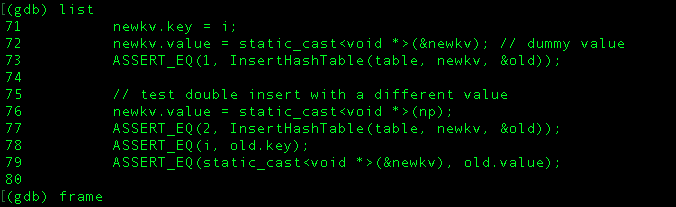 [(gdb) list
71 newkv.key = i;
72 newkv.value = static_cast<void *>(&newkv); // dummy value
73 ASSERT_EQ(1, InsertHashTable(table, newkv, &old));
74
75 // test double insert with a different value
76 newkv.value = static_cast<void *>(np);
77 ASSERT_EQ(2, InsertHashTable(table, newkv, &old));
78 ASSERT_EQ(i, old.key);
79 ASSERT_EQ(static_cast<void *>(&newkv), old.value);
80
[(gdb) frame